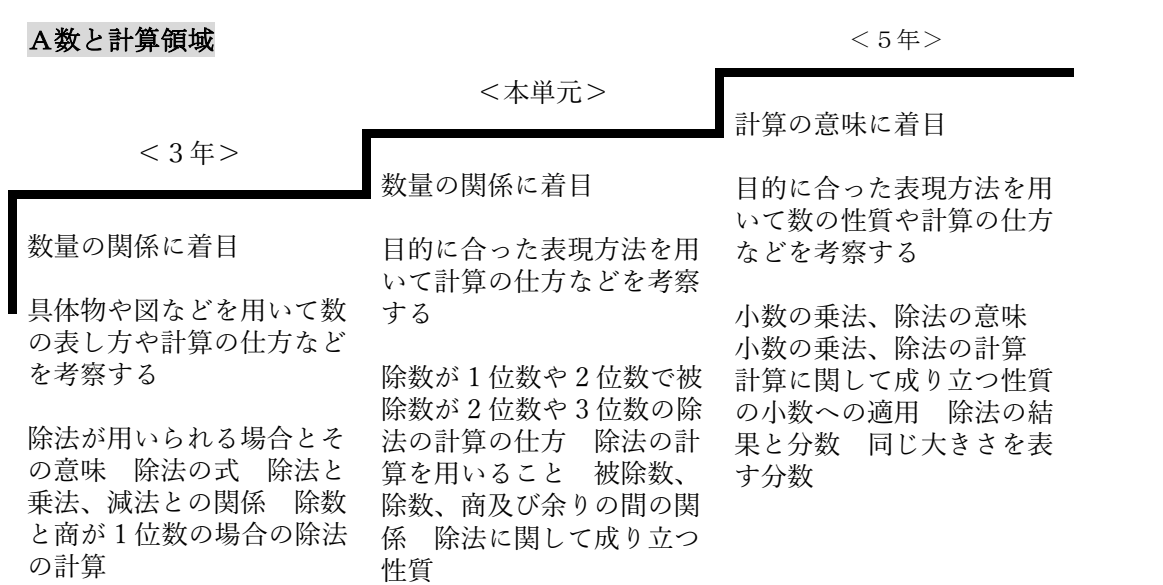 Ａ数と計算領域
＜３年＞
数量の関係に着目
具体物や図などを用いて数
の表し方や計算の仕方など
を考察する
除法が用いられる場合とそ
の意味　除法の式　除法と
乗法、減法との関係　除数
と商が１位数の場合の除法
の計算
＜本単元＞
数量の関係に着目
目的に合った表現方法を用
いて計算の仕方などを考察
する
除数が１位数や２位数で被
除数が２位数や３位数の除
法の計算の仕方　除法の計
算を用いること　被除数、
除数、商及び余りの間の関
係　除法に関して成り立つ
性質
＜５年＞
計算の意味に着目
目的に合った表現方法を用
いて数の性質や計算の仕方
などを考察する
小数の乗法、除法の意味
小数の乗法、除法の計算
計算に関して成り立つ性質
の小数への適用　除法の結
果と分数　同じ大きさを表
す分数